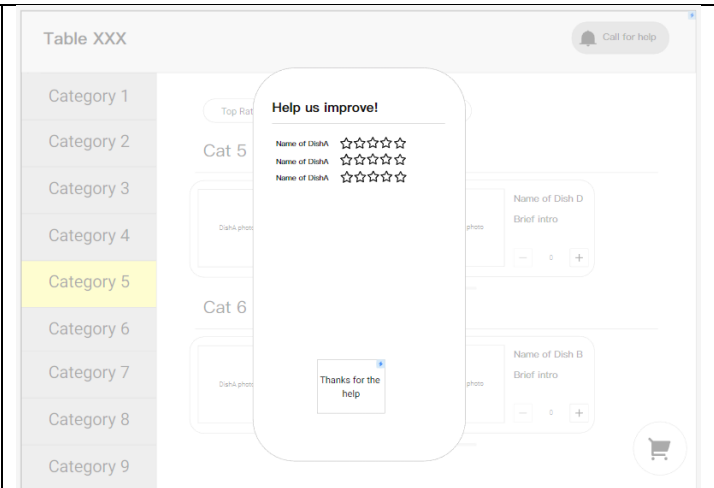 Table XXX
Call for help
Category 1
Category 2
Category 3
Category 4
Category 5
Category 6
Category 7
Category 8
Category 9
Top Rat
Cat 5
DishA photo
photo
Name of Dish D
Brief intro
0
Cat 6
DishA photo
photo
Name of Dish B
Brief intro
0
Help us improve!
Name of DishA
Name of DishA
Name of DishA
Thanks for the
help